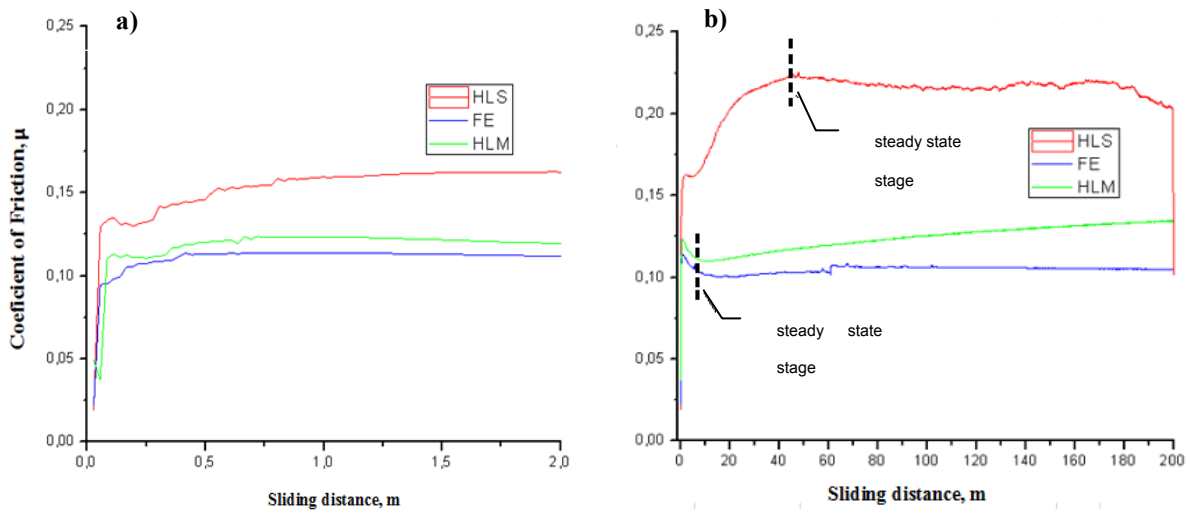 a)
0,25
0,20
0,15
0,10
0,05
0,00
Coeficient of Friction, µ
HLS
FE
HLM
0,0
0,5
1,0
1,5
2,0
Sliding distance, m
b)
0,25
0,20
0,15
0,10
0,05
0,00
steady state
stage
HLS
FE
HLM
steady state
stage
0
20
40
60
80
100
120
140
160
180
200
Sliding distance, m